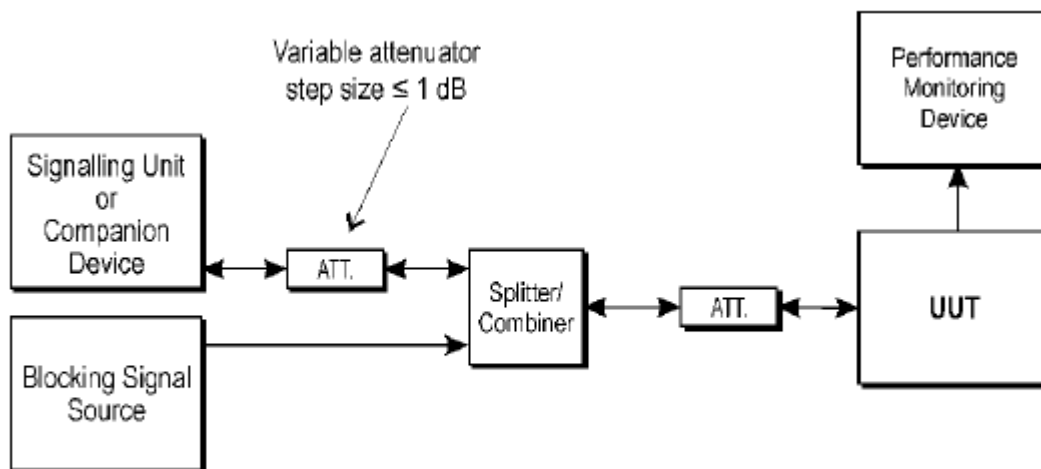 Variable attenuator
step size ≤ 1 dB
Performance
Monitoring
Device
Signalling Unit
or
Companion
Device
ATT.
Splitter/
Combiner
ATT.
UUT
Blocking Signal
Source